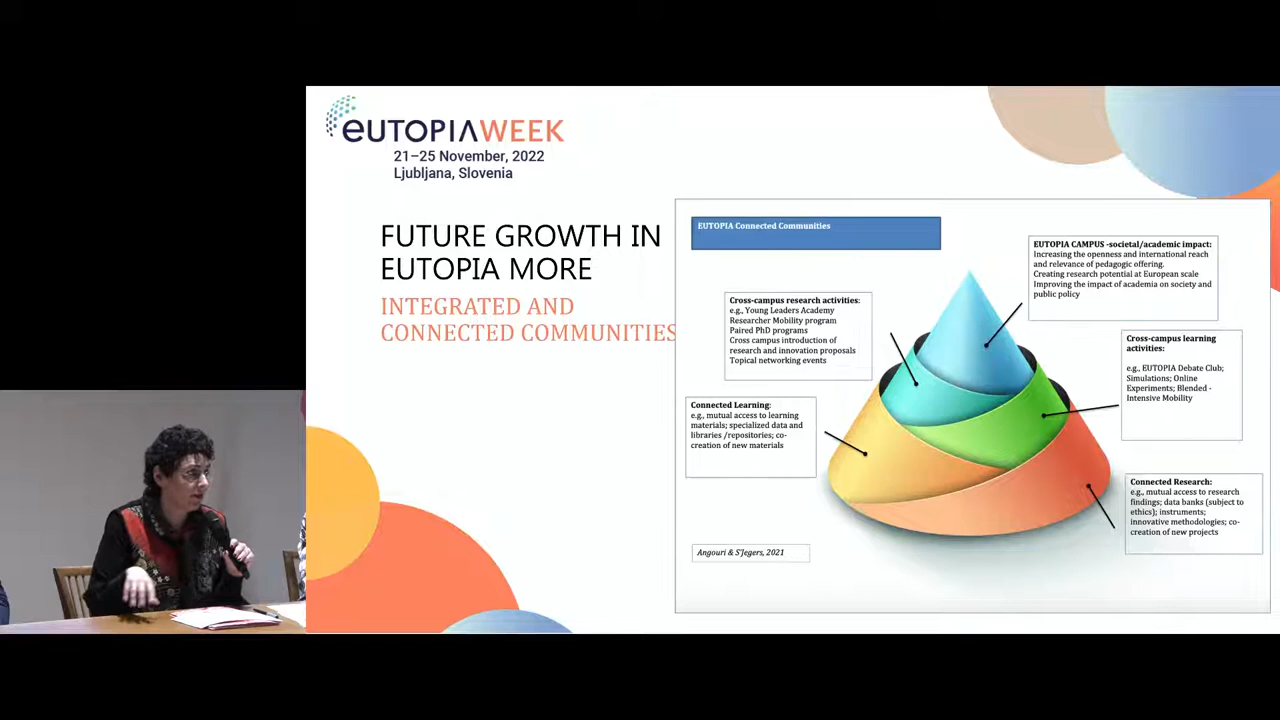 eUTOPIAWEEK
21–25 November, 2022
Ljubljana, Slovenia
FUTURE GROWTH IN
EUTOPIA MORE
INTEGRATED AND
CONNECTED COMMUNITIES
EUTOPIA Connected Communities
EUTOPIA CAMPUS -societal/academic impact:
Increasing the openness and international reach
and relevance of pedagogic offering.
Creating research potential at European scale
Improving the impact of academia on society and
public policy
Cross-campus research activities:
e.g., Young Leaders Academy
Researcher Mobility program
Paired PhD programs
Cross campus introduction of
research and innovation proposals
Topical networking events
Cross-campus learning
activities:
e.g., EUTOPIA Debate Club;
Simulations; Online
Experiments; Blended -
Intensive Mobility
Connected Learning:
e.g., mutual access to learning
materials; specialized data and
libraries /repositories; co-
creation of new materials
Connected Research:
e.g., mutual access to research
findings; data banks (subject to
ethics); instruments;
innovative methodologies; co-
creation of new projects
Angouri & S'Jegers, 2021